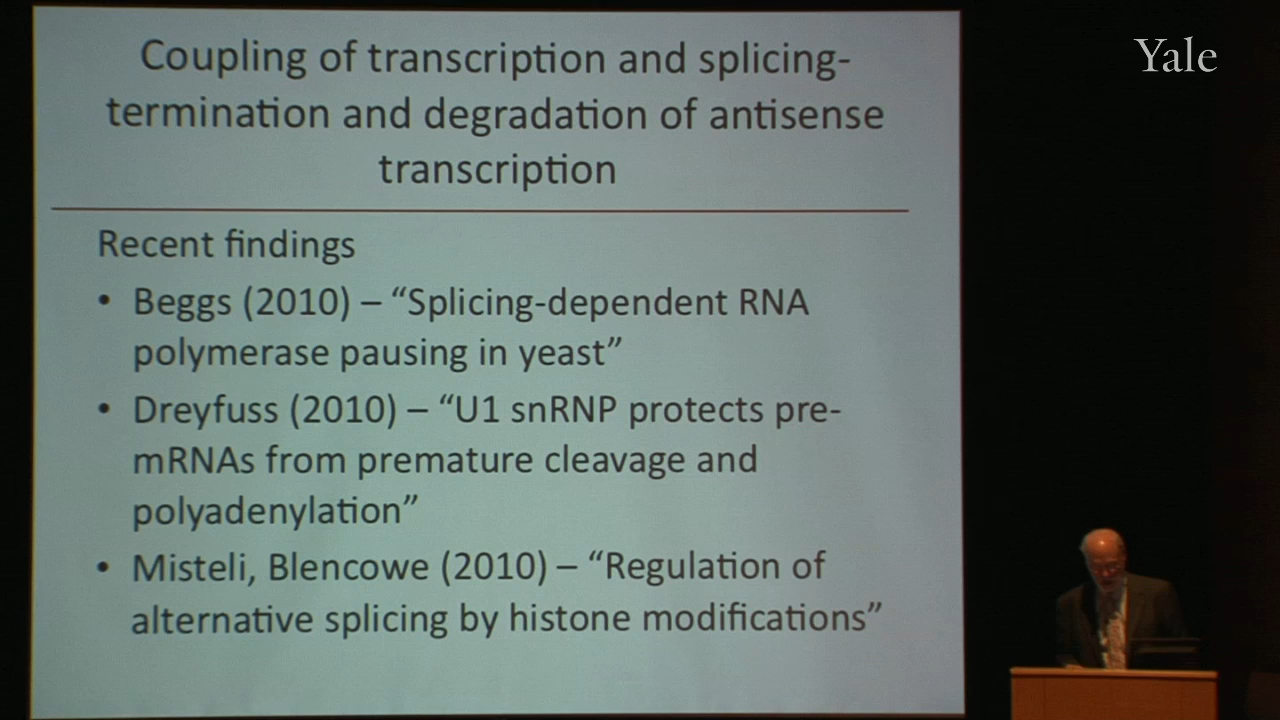 Yale
Coupling of transcription and splicing-
termination and degradation of antisense
transcription
Recent findings
• Beggs (2010) – “Splicing-dependent RNA
polymerase pausing in yeast”
• Dreyfuss (2010) – “U1 snRNP protects pre-
mRNAs from premature cleavage and
polyadenylation”
• Misteli, Blencowe (2010) – “Regulation of
alternative splicing by histone modifications”